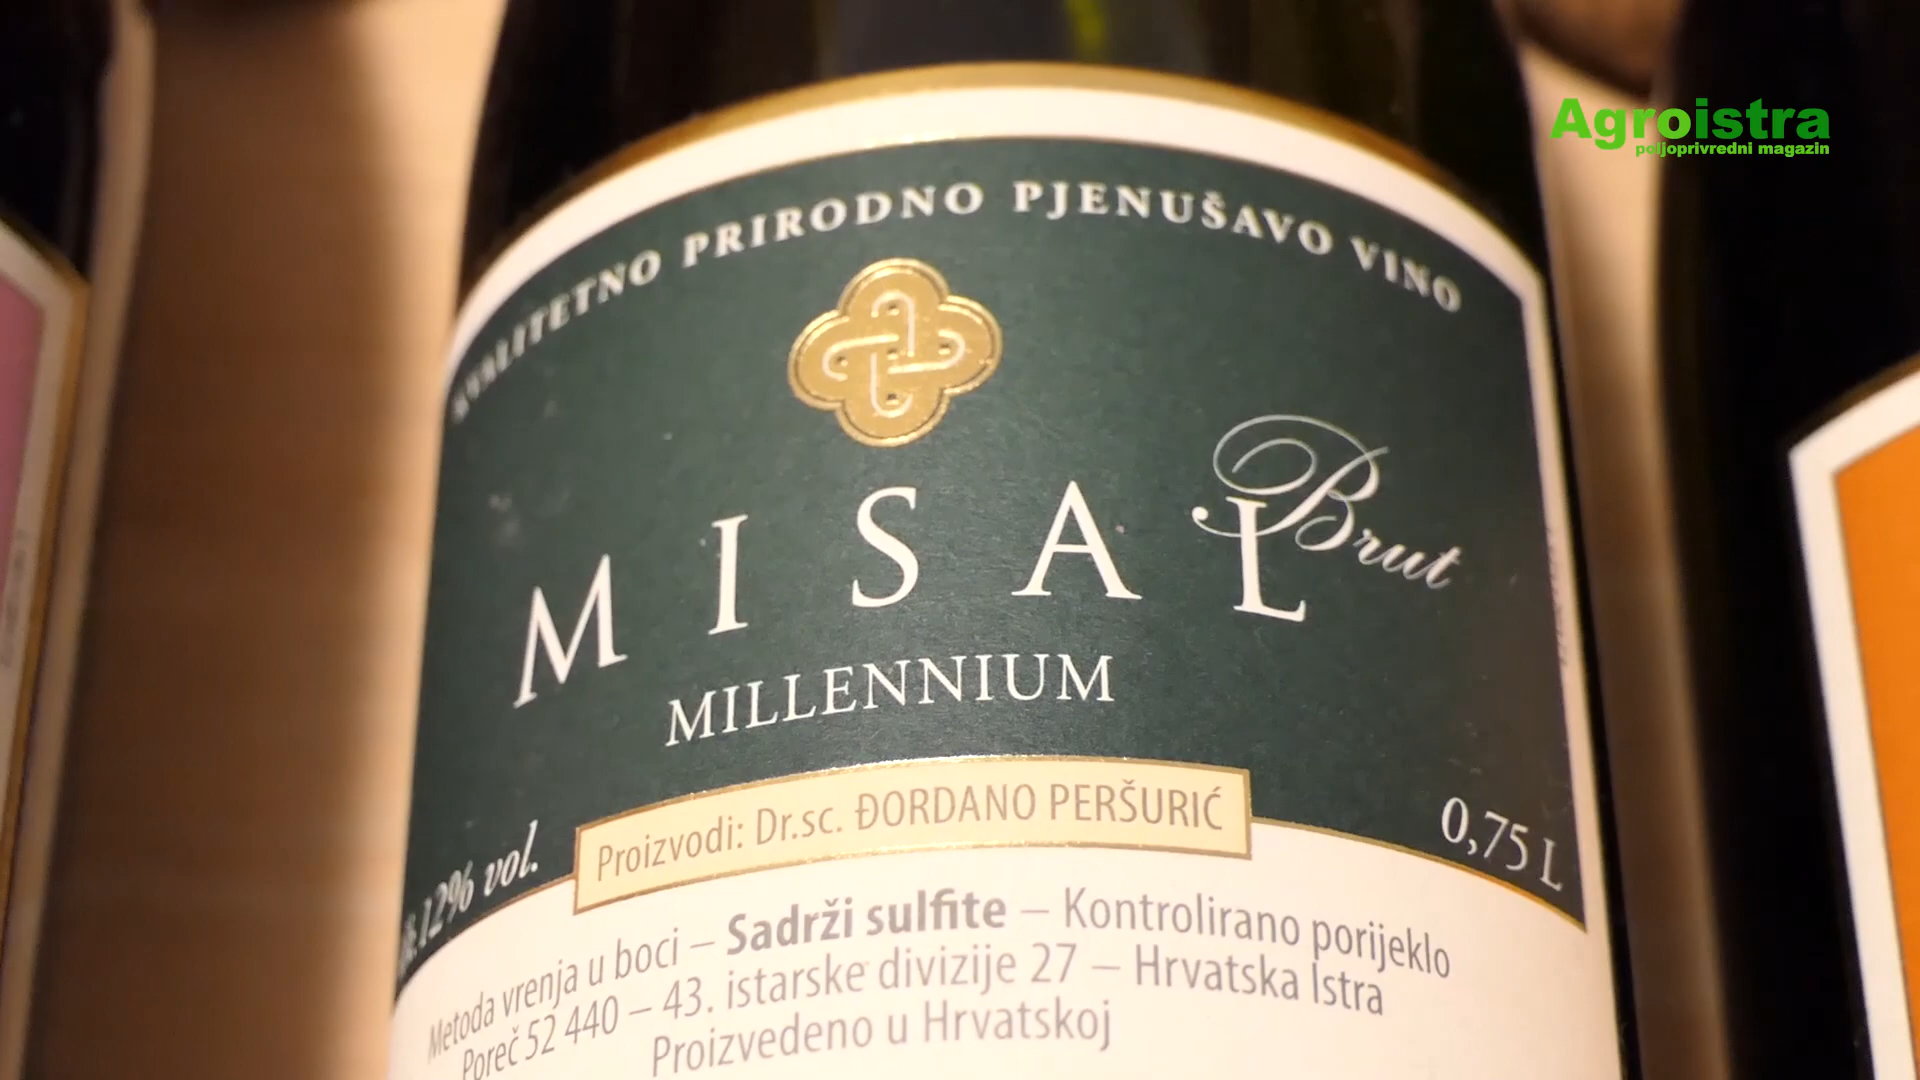 Agroistra
poljoprivredni magazin
KVALITETNO PRIRODNO PJENUŠAVO VINO
MISAL
Brut
MILLENNIUM
Proizvodi: Dr.sc. ĐORDANO PERŠURIĆ
12% vol.
0,75 L
Metoda vrenja u boci – Sadrži sulfite – Kontrolirano porijeklo
Poreč 52 440 – 43. istarske divizije 27 – Hrvatska Istra
Proizvedeno u Hrvatskoj